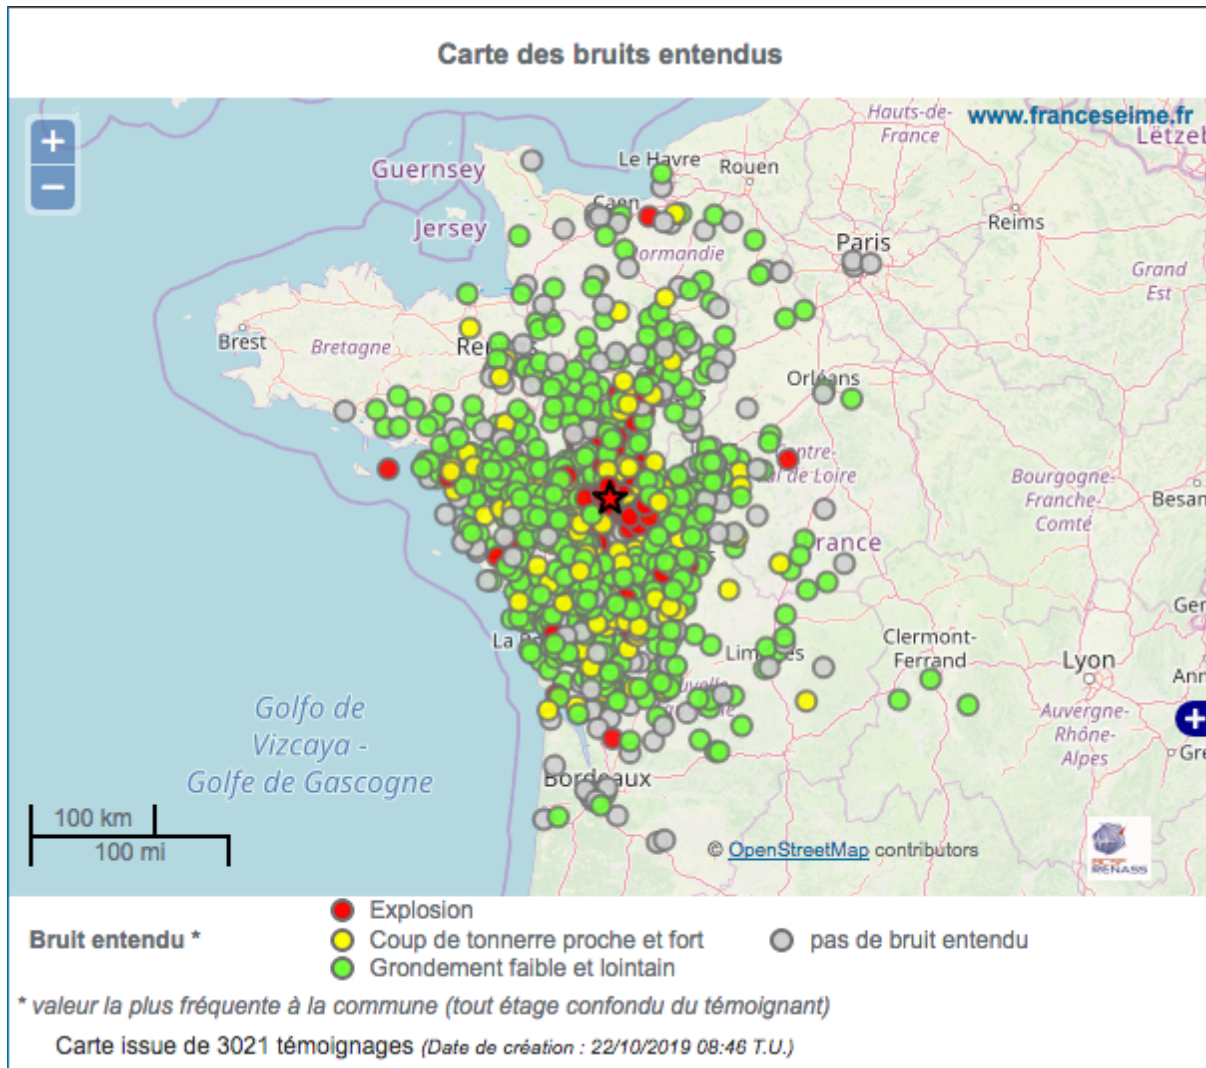 Carte des bruits entendus
Hauts-de-
France
www.franceseime.fr
Guernsey
Le Havre
Rouen
Caen
Reims
Jersey
Paris
Grand
Est
Brest
Bretagne
Orléans
Bourgogne-
Franche-
Comté
Clermont-
Ferrand
Lyon
Auvergne-
Rhône-
Alpes
Golfo de
Vizcaya -
Golfe de Gascogne
Bordeaux
100 km
100 mi
© OpenStreetMap contributors
RENASS
Bruit entendu *
Explosion
Coup de tonnerre proche et fort
Grondement faible et lointain
pas de bruit entendu
* valeur la plus fréquente à la commune (tout étage confondu du témoignant)
Carte issue de 3021 témoignages (Date de création : 22/10/2019 08:46 T.U.)